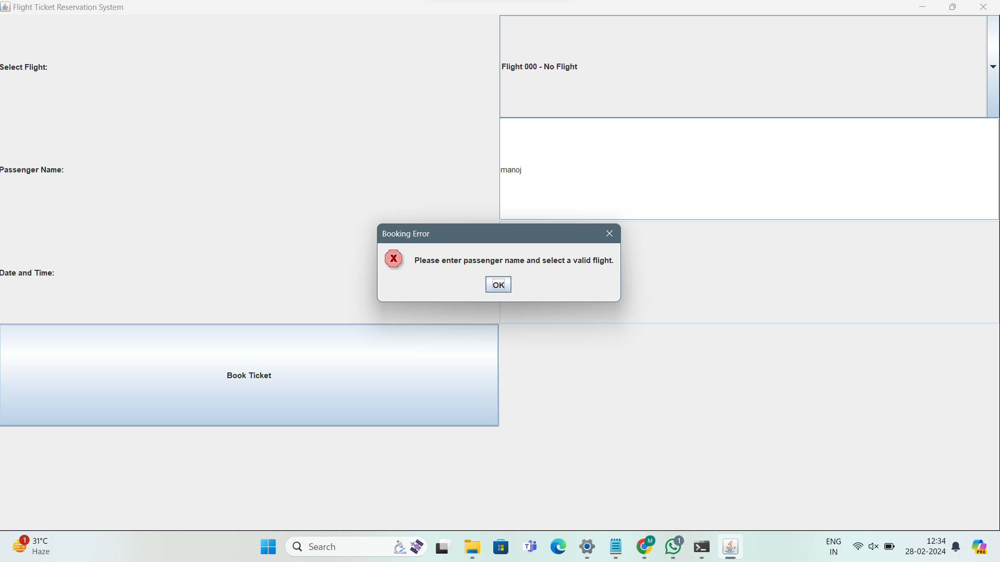 Flight Ticket Reservation System
Select Flight:
Flight 000 - No Flight
Passenger Name:
manoj
Booking Error
X
Please enter passenger name and select a valid flight.
OK
Date and Time:
Book Ticket
1
31°C
Haze
Search
T
M
1
PRE
ENG
IN
12:34
28-02-2024